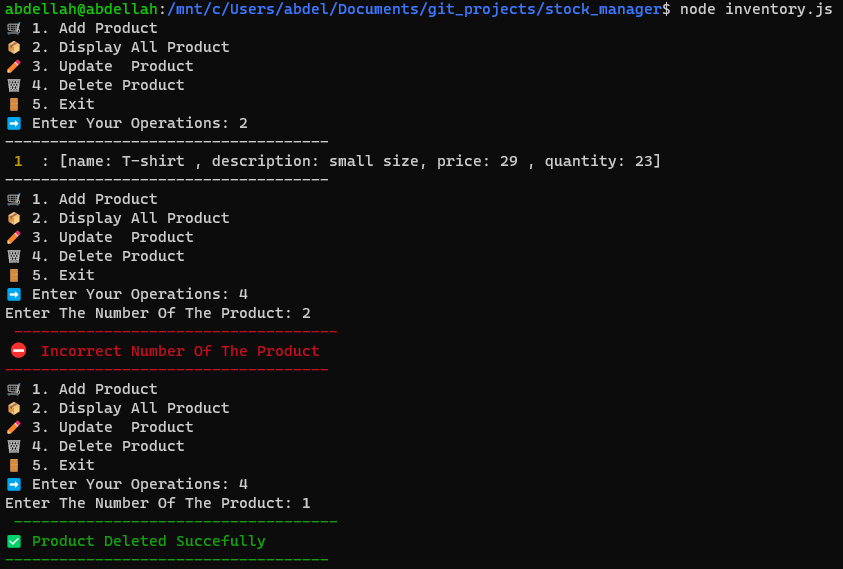 abdellah@abdellah:/mnt/c/Users/abdel/Documents/git_projects/stock_manager$ node inventory.js
🛒 1. Add Product
📦 2. Display All Product
✏️ 3. Update  Product
🗑️ 4. Delete Product
🚪 5. Exit
➡️ Enter Your Operations: 2
------------------------------------
 1  : [name: T-shirt , description: small size, price: 29 , quantity: 23]
------------------------------------
🛒 1. Add Product
📦 2. Display All Product
✏️ 3. Update  Product
🗑️ 4. Delete Product
🚪 5. Exit
➡️ Enter Your Operations: 4
Enter The Number Of The Product: 2
 ------------------------------------
⛔ Incorrect Number Of The Product
------------------------------------
🛒 1. Add Product
📦 2. Display All Product
✏️ 3. Update  Product
🗑️ 4. Delete Product
🚪 5. Exit
➡️ Enter Your Operations: 4
Enter The Number Of The Product: 1
 ------------------------------------
✅ Product Deleted Succefully
------------------------------------